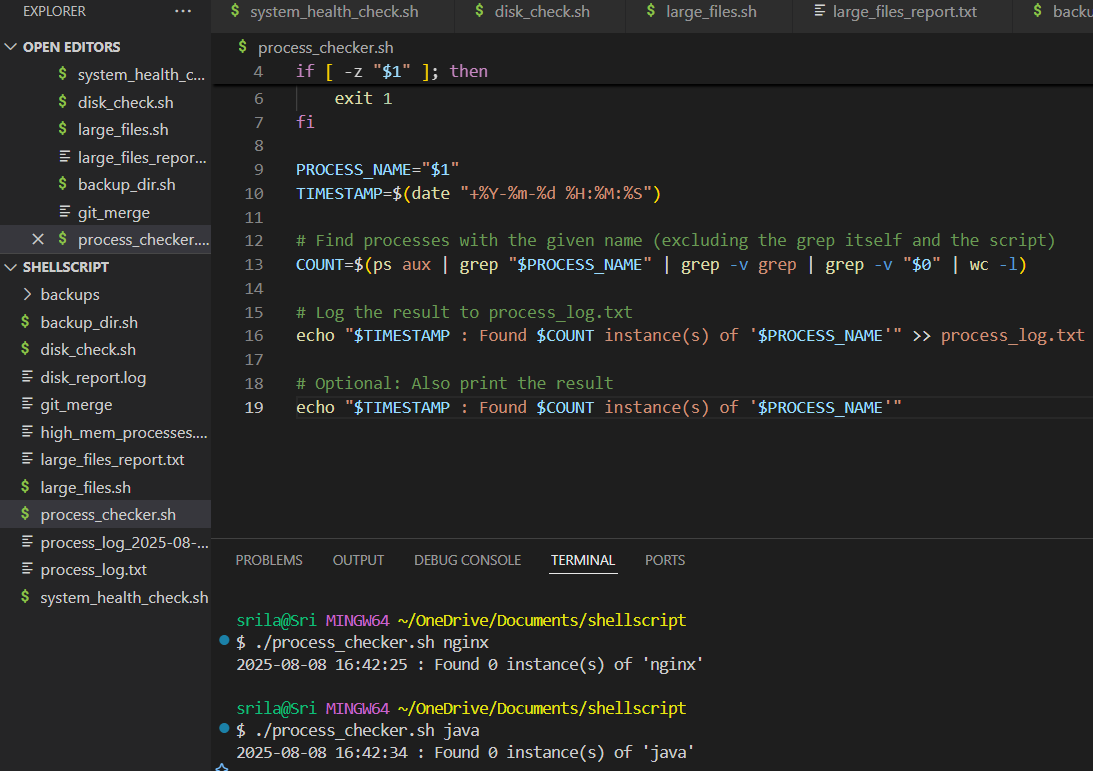 EXPLORER ...
OPEN EDITORS
$ system_health_c...
$ disk_check.sh
$ large_files.sh
large_files_repor...
$ backup_dir.sh
git_merge
$ process_checker....
SHELLSCRIPT
backups
$ backup_dir.sh
$ disk_check.sh
disk_report.log
git_merge
high_mem_processes....
large_files_report.txt
$ large_files.sh
$ process_checker.sh
process_log_2025-08-...
process_log.txt
$ system_health_check.sh
$ system_health_check.sh $ disk_check.sh $ large_files.sh large_files_report.txt $ backu
$ process_checker.sh
4 if [ -z "$1" ]; then
6 exit 1
7 fi
8
9 PROCESS_NAME="$1"
10 TIMESTAMP=$(date "+%Y-%m-%d %H:%M:%S")
11
12 # Find processes with the given name (excluding the grep itself and the script)
13 COUNT=$(ps aux | grep "$PROCESS_NAME" | grep -v grep | grep -v "$0" | wc -l)
14
15 # Log the result to process_log.txt
16 echo "$TIMESTAMP : Found $COUNT instance(s) of '$PROCESS_NAME'" >> process_log.txt
17
18 # Optional: Also print the result
19 echo "$TIMESTAMP : Found $COUNT instance(s) of '$PROCESS_NAME'"
PROBLEMS OUTPUT DEBUG CONSOLE TERMINAL PORTS
srila@Sri MINGW64 ~/OneDrive/Documents/shellscript
$ ./process_checker.sh nginx
2025-08-08 16:42:25 : Found 0 instance(s) of 'nginx'
srila@Sri MINGW64 ~/OneDrive/Documents/shellscript
$ ./process_checker.sh java
2025-08-08 16:42:34 : Found 0 instance(s) of 'java'